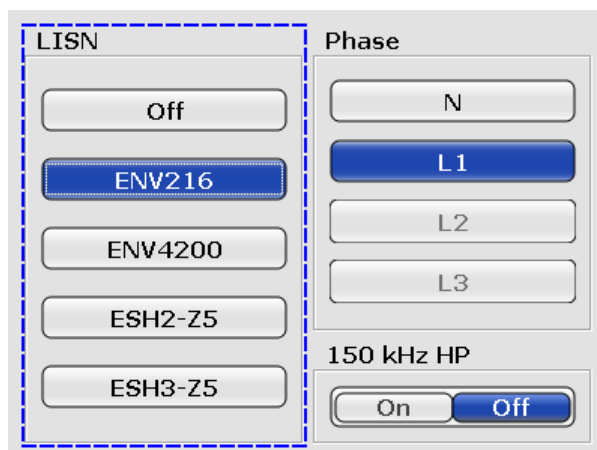 LISN
Off
ENV216
ENV4200
ESH2-Z5
ESH3-Z5
Phase
N
L1
L2
L3
150 kHz HP
On Off